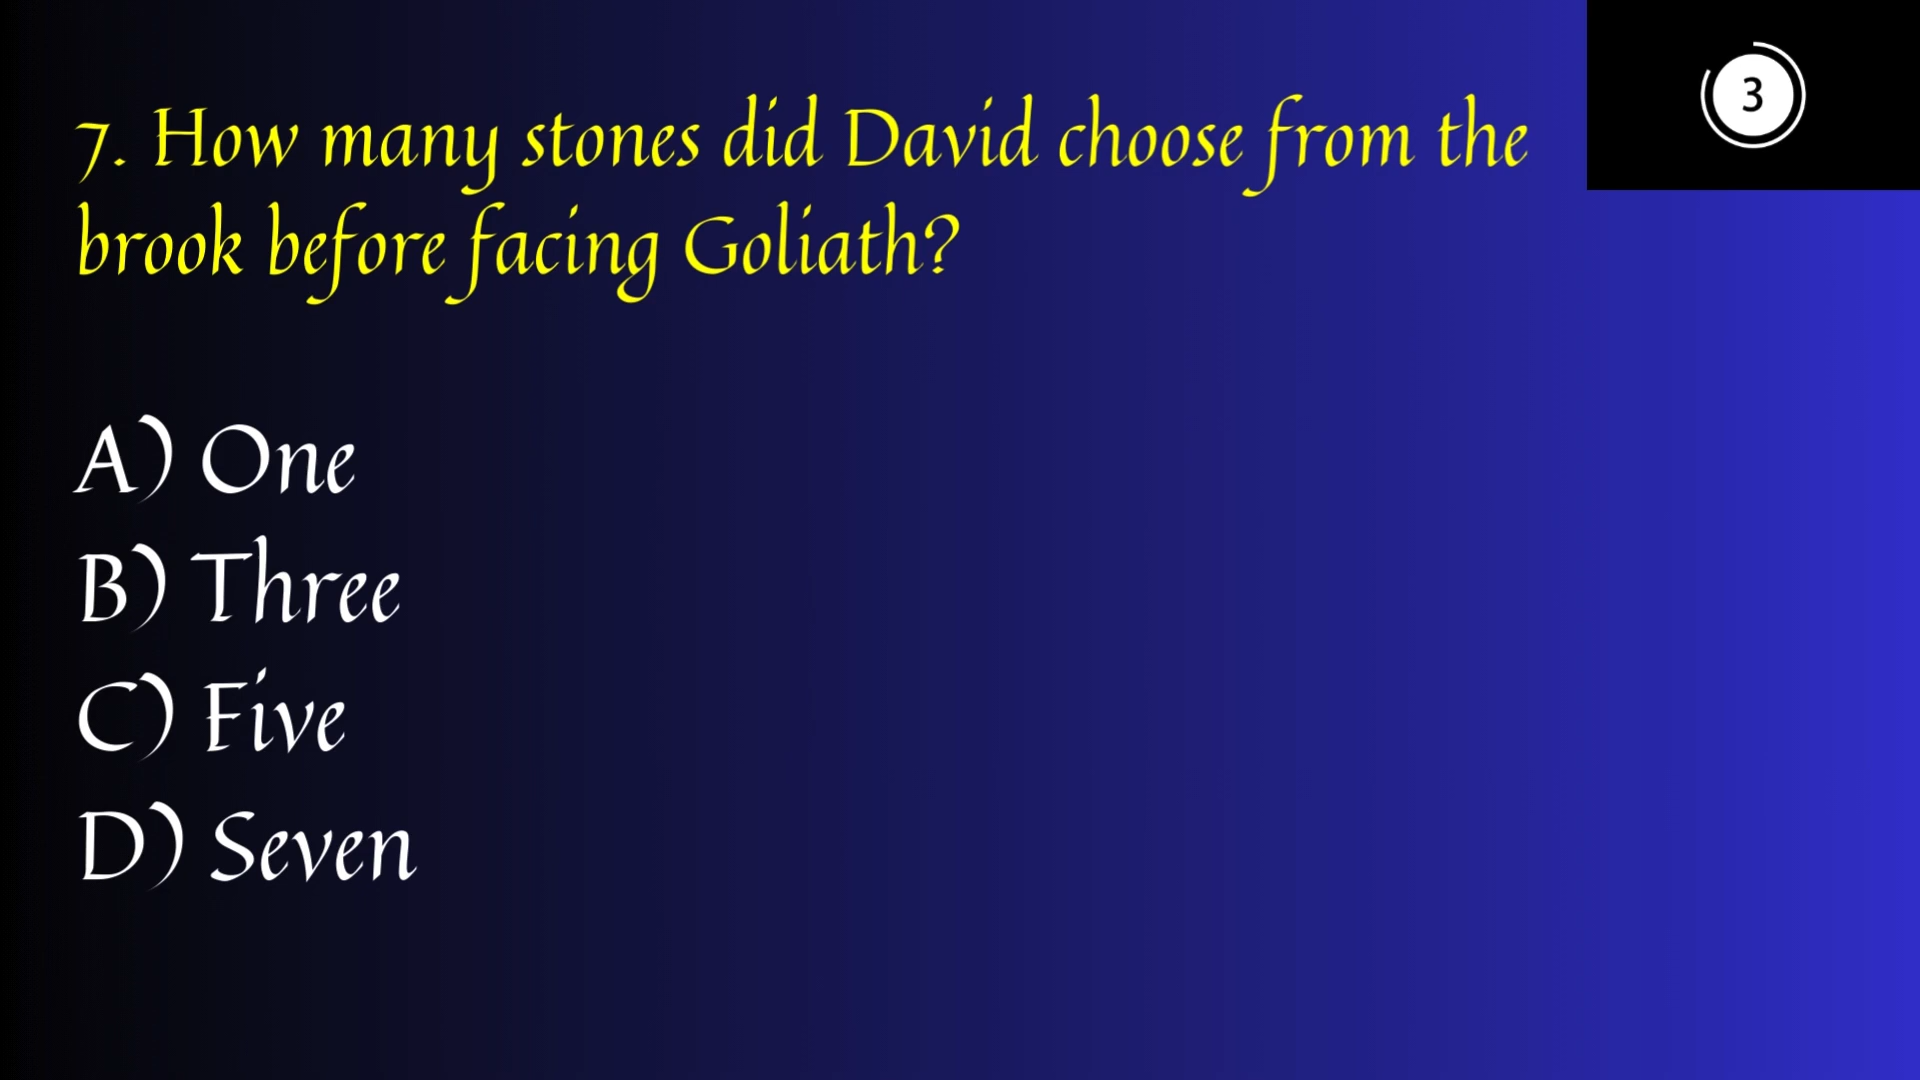 7. How many stones did David choose from the
brook before facing Goliath?
A) One
B) Three
C) Five
D) Seven
3